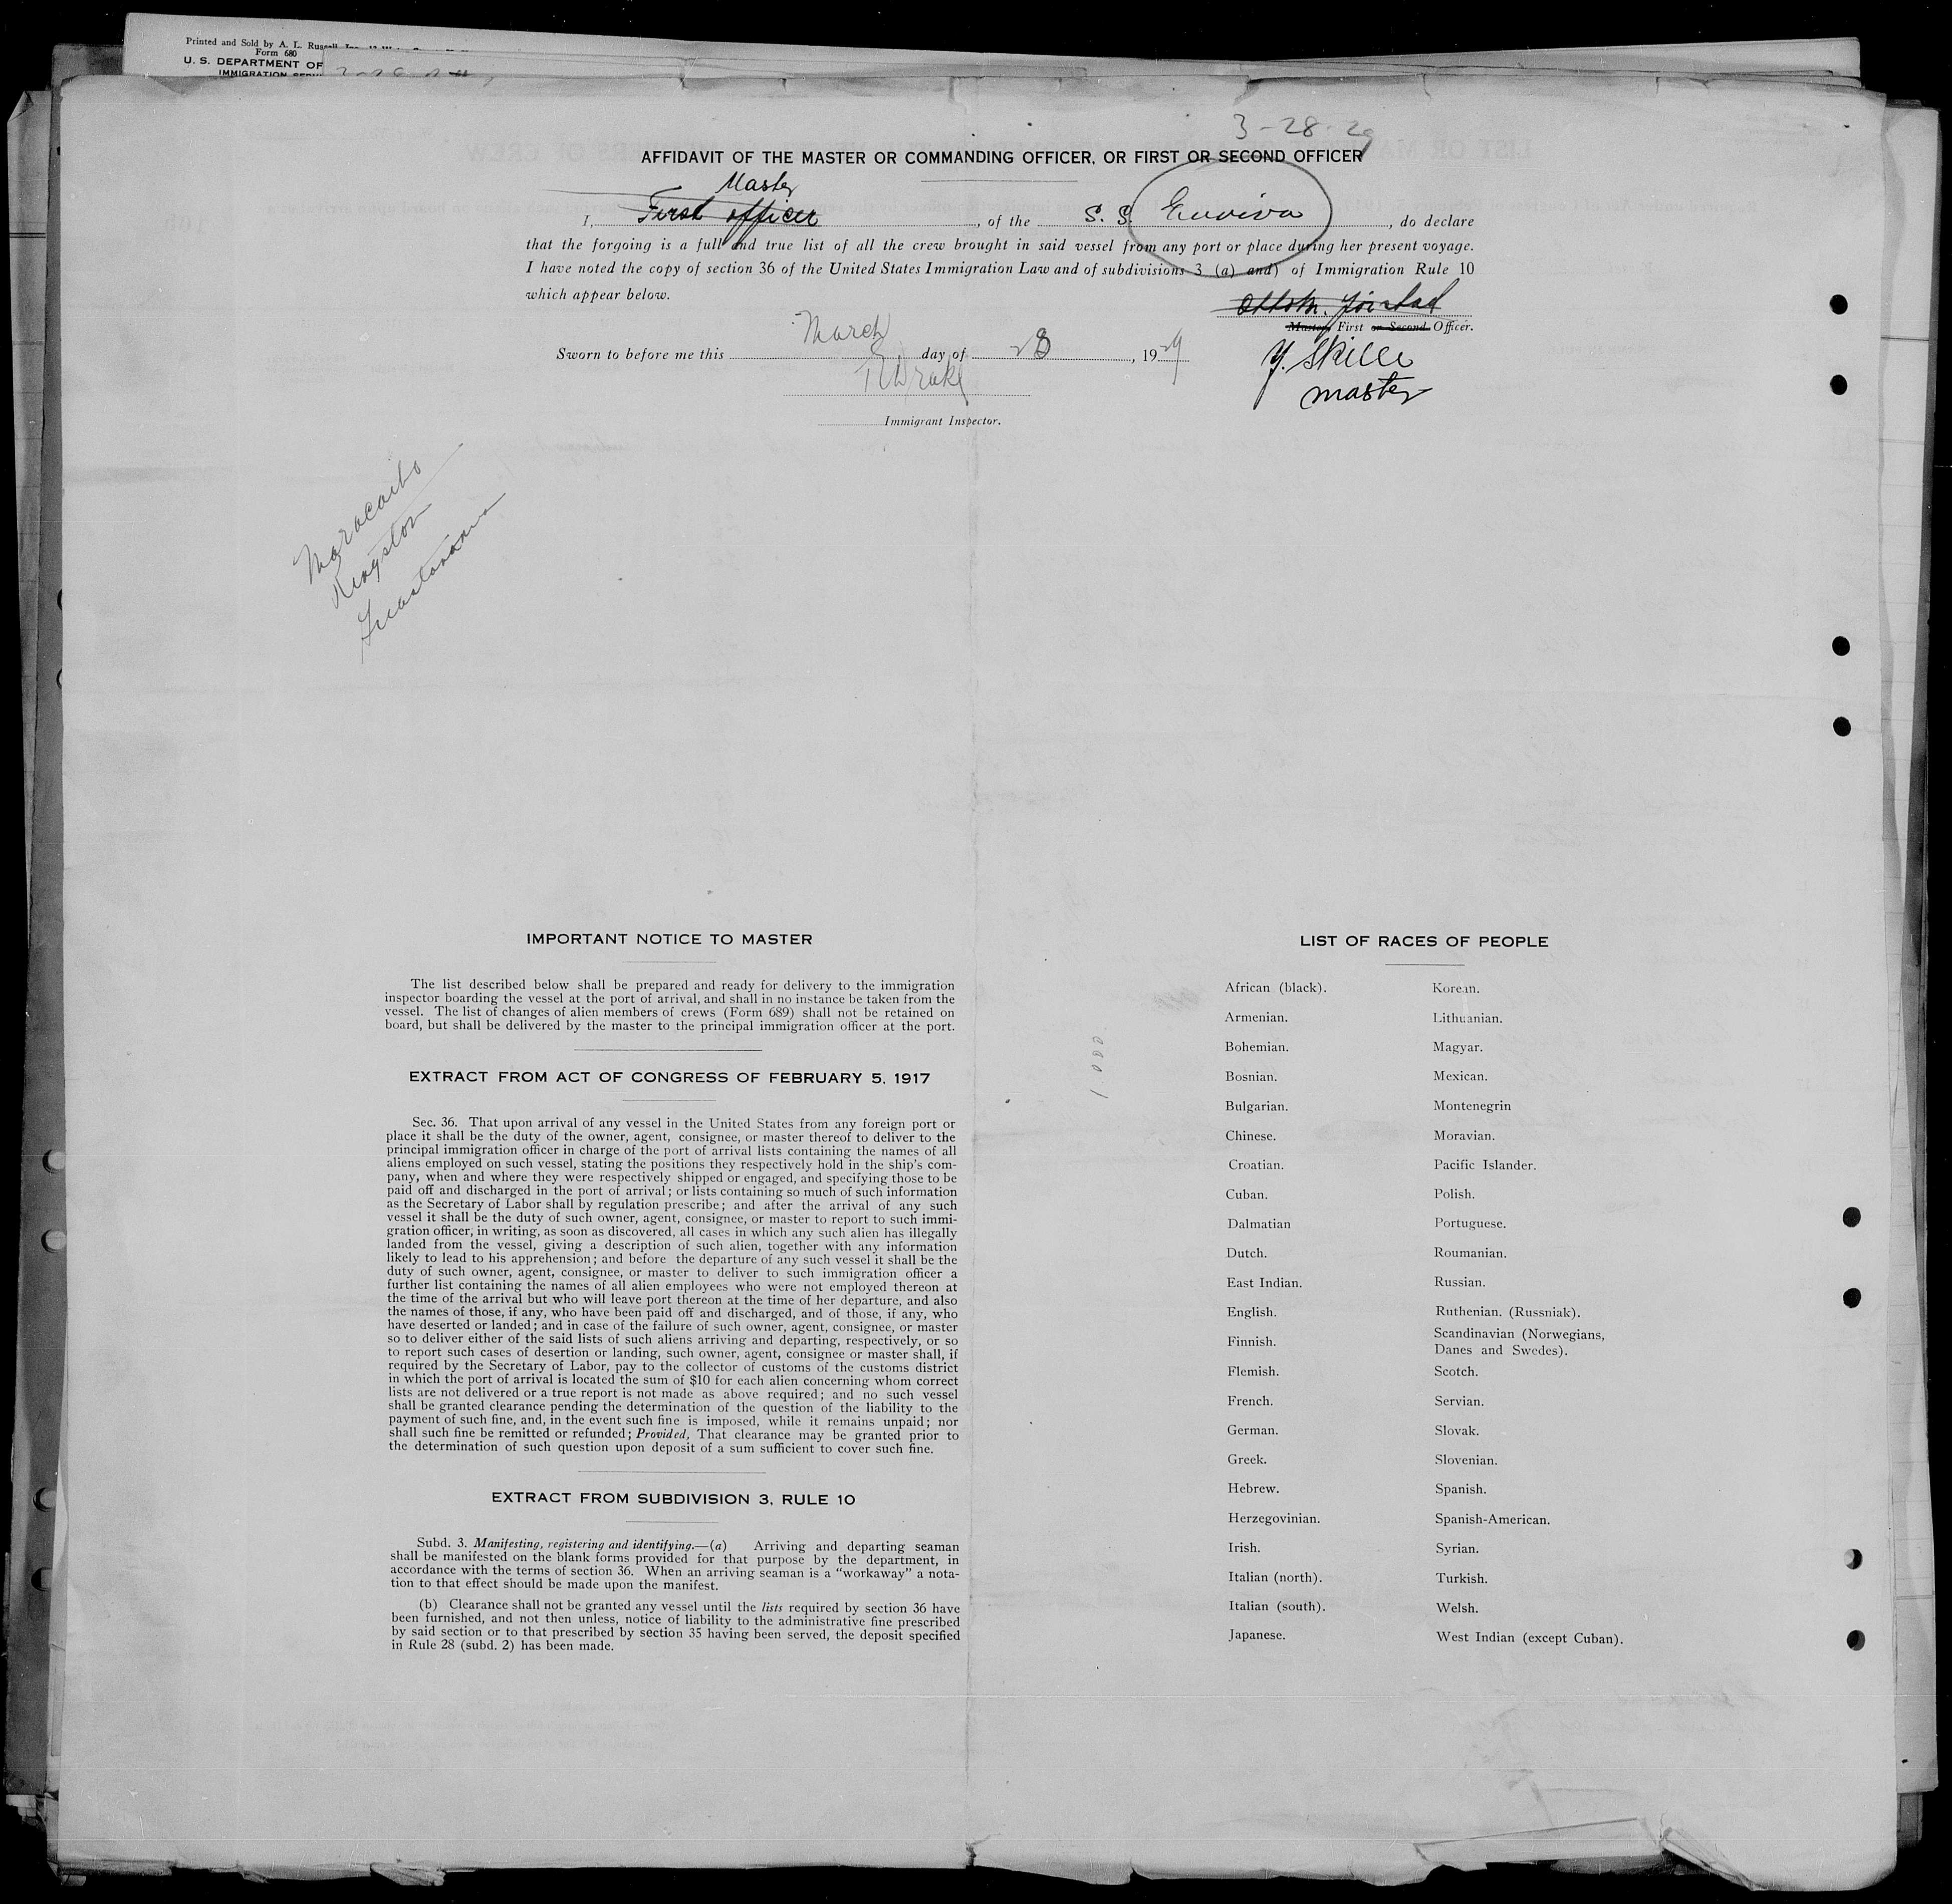 Printed and Sold by A. L. Russell, Inc.
Form 680
U. S. DEPARTMENT OF
IMMIGRATION SERV
3-28-29
AFFIDAVIT OF THE MASTER OR COMMANDING OFFICER, OR FIRST OR SECOND OFFICER
Master
I, First officer, of the S. S. Enviva, do declare
that the forgoing is a full and true list of all the crew brought in said vessel from any port or place during her present voyage.
I have noted the copy of section 36 of the United States Immigration Law and of subdivisions 3 (a) and) of Immigration Rule 10
which appear below.
Master, First or Second Officer.
Sworn to before me this March day of 28, 1929
Y. Skille
master
Immigrant Inspector.
Maracaibo
Kingston
IMPORTANT NOTICE TO MASTER
The list described below shall be prepared and ready for delivery to the immigration
inspector boarding the vessel at the port of arrival, and shall in no instance be taken from the
vessel. The list of changes of alien members of crews (Form 689) shall not be retained on
board, but shall be delivered by the master to the principal immigration officer at the port.
EXTRACT FROM ACT OF CONGRESS OF FEBRUARY 5, 1917
Sec. 36. That upon arrival of any vessel in the United States from any foreign port or
place it shall be the duty of the owner, agent, consignee, or master thereof to deliver to the
principal immigration officer in charge of the port of arrival lists containing the names of all
aliens employed on such vessel, stating the positions they respectively hold in the ship's com-
pany, when and where they were respectively shipped or engaged, and specifying those to be
paid off and discharged in the port of arrival; or lists containing so much of such information
as the Secretary of Labor shall by regulation prescribe; and after the arrival of any such
vessel it shall be the duty of such owner, agent, consignee, or master to report to such immi-
gration officer, in writing, as soon as discovered, all cases in which any such alien has illegally
landed from the vessel, giving a description of such alien, together with any information
likely to lead to his apprehension; and before the departure of any such vessel it shall be the
duty of such owner, agent, consignee, or master to deliver to such immigration officer a
further list containing the names of all alien employees who were not employed thereon at
the time of the arrival but who will leave port thereon at the time of her departure, and also
the names of those, if any, who have been paid off and discharged, and of those, if any, who
have deserted or landed; and in case of the failure of such owner, agent, consignee, or master
so to deliver either of the said lists of such aliens arriving and departing, respectively, or so
to report such cases of desertion or landing, such owner, agent, consignee or master shall, if
required by the Secretary of Labor, pay to the collector of customs of the customs district
in which the port of arrival is located the sum of $10 for each alien concerning whom correct
lists are not delivered or a true report is not made as above required; and no such vessel
shall be granted clearance pending the determination of the question of the liability to the
payment of such fine, and, in the event such fine is imposed, while it remains unpaid; nor
shall such fine be remitted or refunded; Provided, That clearance may be granted prior to
the determination of such question upon deposit of a sum sufficient to cover such fine.
EXTRACT FROM SUBDIVISION 3, RULE 10
Subd. 3. Manifesting, registering and identifying.—(a) Arriving and departing seaman
shall be manifested on the blank forms provided for that purpose by the department, in
accordance with the terms of section 36. When an arriving seaman is a "workaway" a nota-
tion to that effect should be made upon the manifest.
(b) Clearance shall not be granted any vessel until the lists required by section 36 have
been furnished, and not then unless, notice of liability to the administrative fine prescribed
by said section or to that prescribed by section 35 having been served, the deposit specified
in Rule 28 (subd. 2) has been made.
LIST OF RACES OF PEOPLE
African (black).
Armenian.
Bohemian.
Bosnian.
Bulgarian.
Chinese.
Croatian.
Cuban.
Dalmatian
Dutch.
East Indian.
English.
Finnish.
Flemish.
French.
German.
Greek.
Hebrew.
Herzegovinian.
Irish.
Italian (north).
Italian (south).
Japanese.
Korean.
Lithuanian.
Magyar.
Mexican.
Montenegrin
Moravian.
Pacific Islander.
Polish.
Portuguese.
Roumanian.
Russian.
Ruthenian. (Russniak).
Scandinavian (Norwegians,
Danes and Swedes).
Scotch.
Servian.
Slovak.
Slovenian.
Spanish.
Spanish-American.
Syrian.
Turkish.
Welsh.
West Indian (except Cuban).